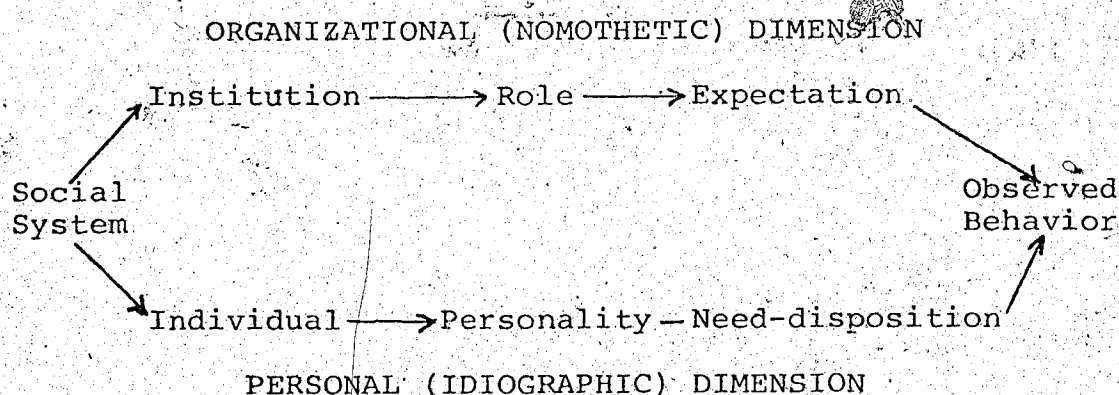 ORGANIZATIONAL (NOMOTHETIC) DIMENSION
Institution → Role → Expectation
Social System
Observed Behavior
Individual → Personality — Need-disposition
PERSONAL (IDIOGRAPHIC) DIMENSION